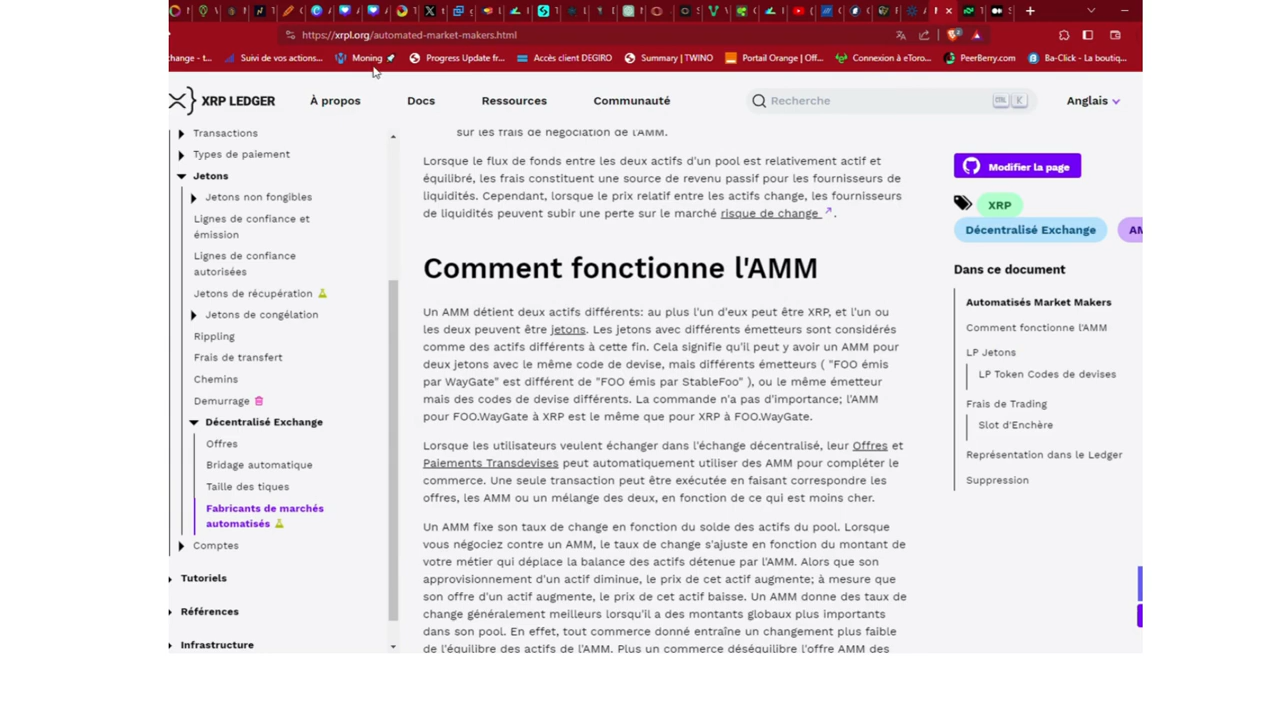 https://xrpl.org/automated-market-makers.html
change - t...
Suivi de vos actions...
Moning
Progress Update fr...
Accès client DEGIRO
Summary | TWINO
Portail Orange | Off...
Connexion à eToro...
PeerBerry.com
Ba-Click - La boutiq...
XRP LEDGER
À propos
Docs
Ressources
Communauté
Recherche
CTRL K
Anglais
Transactions
Types de paiement
Jetons
Jetons non fongibles
Lignes de confiance et
émission
Lignes de confiance
autorisées
Jetons de récupération
Jetons de congélation
Rippling
Frais de transfert
Chemins
Demurrage
Décentralisé Exchange
Offres
Bridage automatique
Taille des tiques
Fabricants de marchés
automatisés
Comptes
Tutoriels
Références
Infrastructure
sur les frais de négociation de l'AMM.
Lorsque le flux de fonds entre les deux actifs d'un pool est relativement actif et
équilibré, les frais constituent une source de revenu passif pour les fournisseurs de
liquidités. Cependant, lorsque le prix relatif entre les actifs change, les fournisseurs
de liquidités peuvent subir une perte sur le marché risque de change .
Comment fonctionne l'AMM
Un AMM détient deux actifs différents: au plus l'un d'eux peut être XRP, et l'un ou
les deux peuvent être jetons. Les jetons avec différents émetteurs sont considérés
comme des actifs différents à cette fin. Cela signifie qu'il peut y avoir un AMM pour
deux jetons avec le même code de devise, mais différents émetteurs ( "FOO émis
par WayGate" est différent de "FOO émis par StableFoo" ), ou le même émetteur
mais des codes de devise différents. La commande n'a pas d'importance; l'AMM
pour FOO.WayGate à XRP est le même que pour XRP à FOO.WayGate.
Lorsque les utilisateurs veulent échanger dans l'échange décentralisé, leur Offres et
Paiements Transdevises peut automatiquement utiliser des AMM pour compléter le
commerce. Une seule transaction peut être exécutée en faisant correspondre les
offres, les AMM ou un mélange des deux, en fonction de ce qui est moins cher.
Un AMM fixe son taux de change en fonction du solde des actifs du pool. Lorsque
vous négociez contre un AMM, le taux de change s'ajuste en fonction du montant de
votre métier qui déplace la balance des actifs détenue par l'AMM. Alors que son
approvisionnement d'un actif diminue, le prix de cet actif augmente; à mesure que
son offre d'un actif augmente, le prix de cet actif baisse. Un AMM donne des taux de
change généralement meilleurs lorsqu'il a des montants globaux plus importants
dans son pool. En effet, tout commerce donné entraîne un changement plus faible
de l'équilibre des actifs de l'AMM. Plus un commerce déséquilibre l'offre AMM des
Modifier la page
XRP
Décentralisé Exchange
AM
Dans ce document
Automatisés Market Makers
Comment fonctionne l'AMM
LP Jetons
LP Token Codes de devises
Frais de Trading
Slot d'Enchère
Représentation dans le Ledger
Suppression